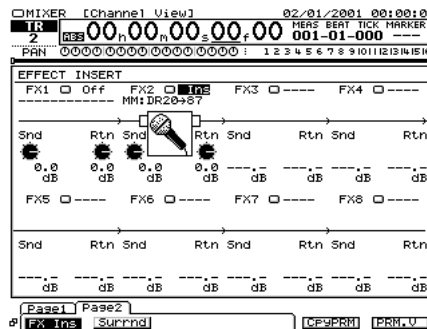 MIXER [Channel View] 02/01/2001 00:00:0
TR 2 ABS 00h00m00s00f00 MEAS BEAT TICK MARKER
001-01-000 ---
PAN 1 2 3 4 5 6 7 8 9 10 11 12 13 14 15 16
EFFECT INSERT
FX1 Off FX2 Ins FX3 ---- FX4 ----
-------------- MM:DR20→87
Snd Rtn Snd Rtn Snd Rtn Snd Rtn
0.0 0.0 0.0 0.0 ---.- ---.- ---.- ---.-
dB dB dB dB dB dB dB dB
FX5 ---- FX6 ---- FX7 ---- FX8 ----
Snd Rtn Snd Rtn Snd Rtn Snd Rtn
---.- ---.- ---.- ---.- ---.- ---.- ---.- ---.-
dB dB dB dB dB dB dB dB
Page1 Page2
FX Ins Surrnd CPyPRM PRM.V